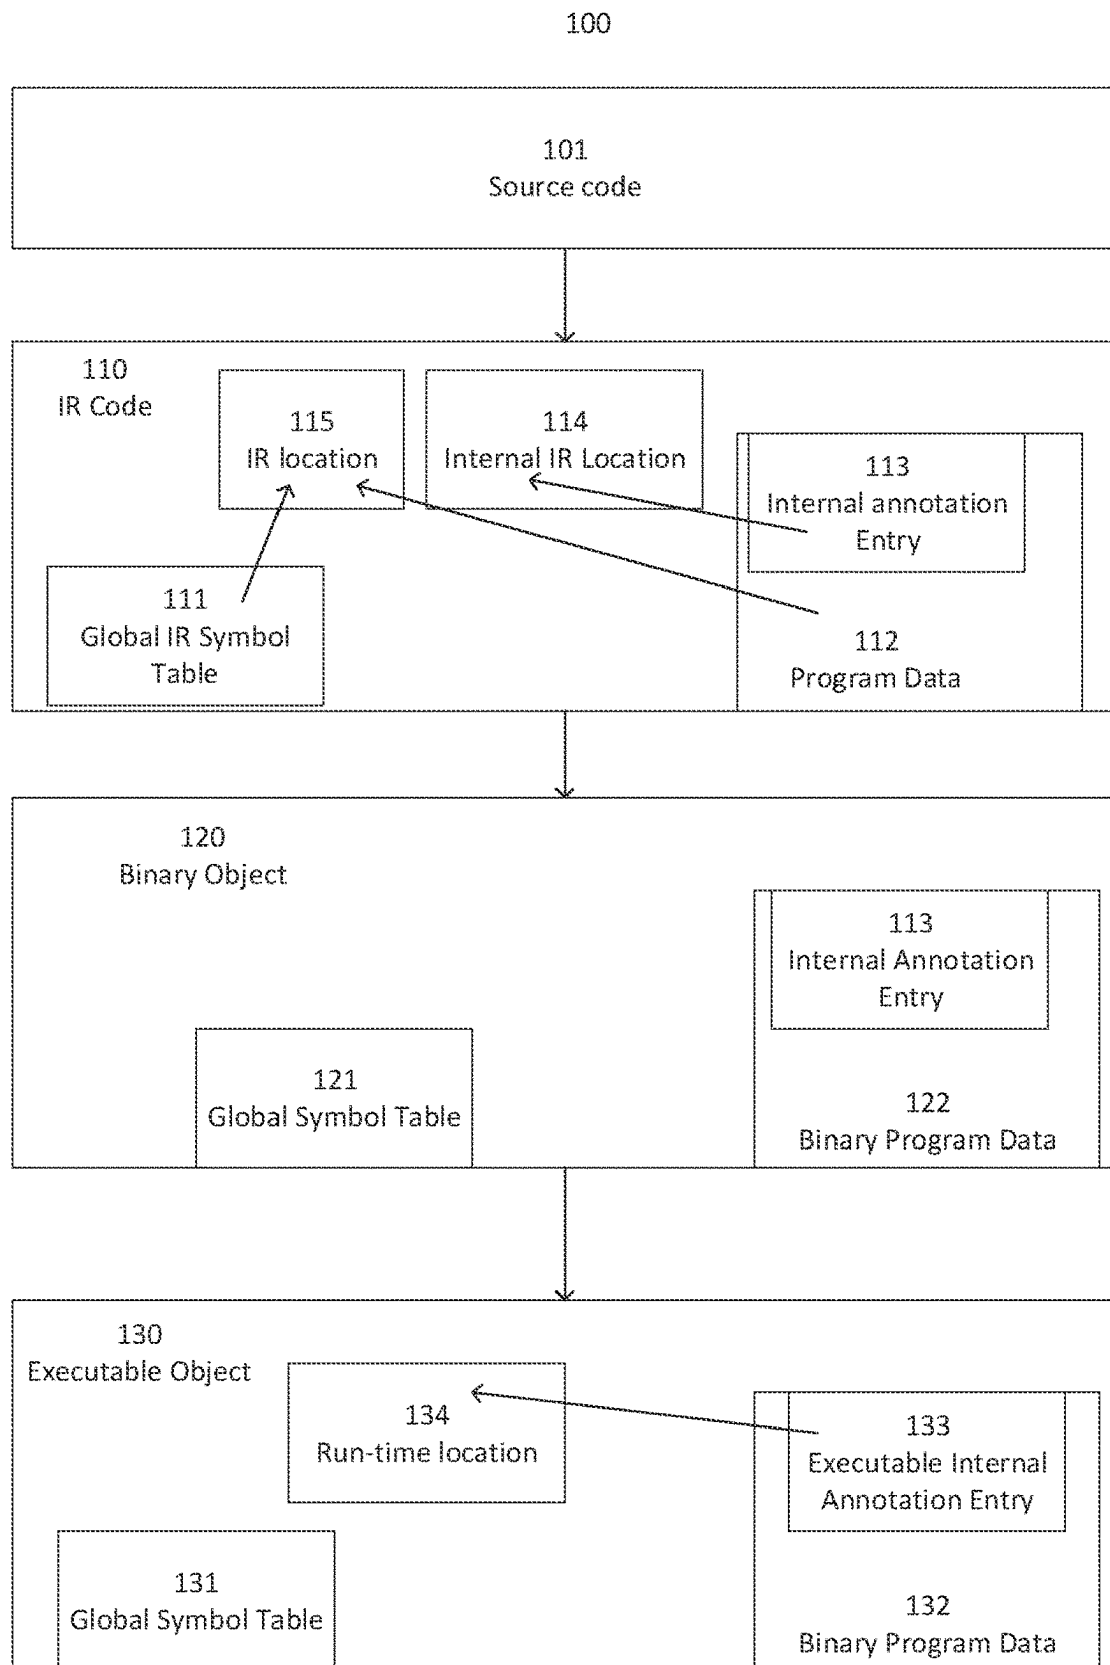 100
101
Source code
110
IR Code
115
IR location
114
Internal IR Location
113
Internal annotation
Entry
111
Global IR Symbol
Table
112
Program Data
120
Binary Object
113
Internal Annotation
Entry
121
Global Symbol Table
122
Binary Program Data
130
Executable Object
134
Run-time location
133
Executable Internal
Annotation Entry
131
Global Symbol Table
132
Binary Program Data